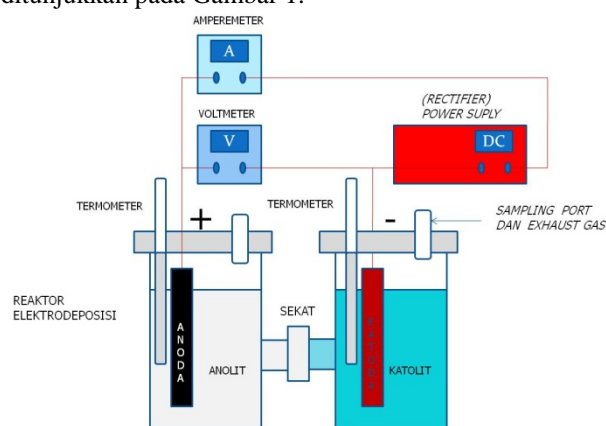 ditunjukkan pada Gambar 1.
AMPEREMETER
A
(RECTIFIER)
POWER SUPLY
VOLTMETER
V
DC
TERMOMETER
+
TERMOMETER
-
SAMPLING PORT
DAN EXHAUST GAS
REAKTOR
ELEKTRODEPOSISI
SEKAT
ANODA
ANOLIT
KATODA
KATOLIT